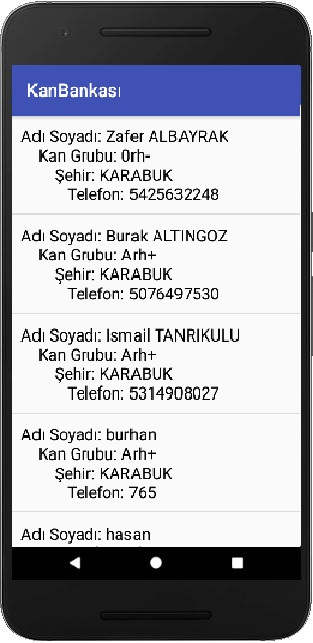 KanBankası
Adı Soyadı: Zafer ALBAYRAK
Kan Grubu: 0rh-
Şehir: KARABUK
Telefon: 5425632248
Adı Soyadı: Burak ALTINGOZ
Kan Grubu: Arh+
Şehir: KARABUK
Telefon: 5076497530
Adı Soyadı: Ismail TANRIKULU
Kan Grubu: Arh+
Şehir: KARABUK
Telefon: 5314908027
Adı Soyadı: burhan
Kan Grubu: Arh+
Şehir: KARABUK
Telefon: 765
Adı Soyadı: hasan